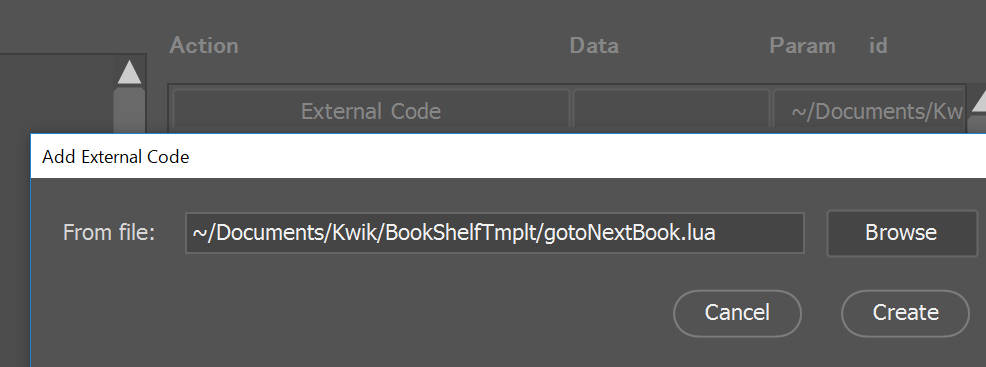 Action Data Param id
External Code ~/Documents/Kw
Add External Code
From file: ~/Documents/Kwik/BookShelfTmplt/gotoNextBook.lua Browse
Cancel Create